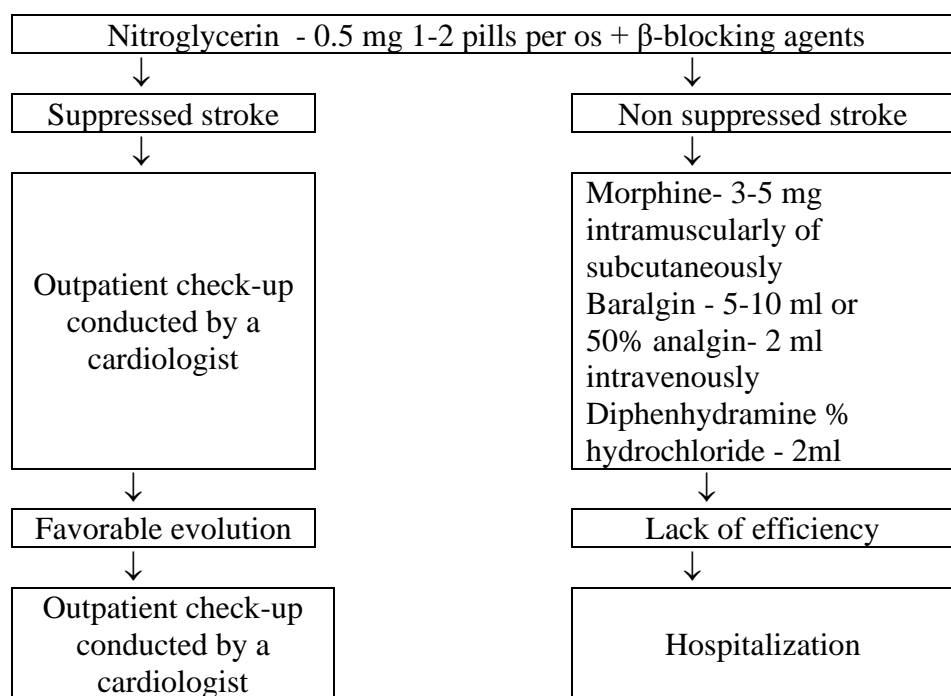 Nitroglycerin - 0.5 mg 1-2 pills per os + β-blocking agents
Suppressed stroke
Non suppressed stroke
Outpatient check-up
conducted by a
cardiologist
Morphine- 3-5 mg
intramuscularly of
subcutaneously
Baralgin - 5-10 ml or
50% analgin- 2 ml
intravenously
Diphenhydramine %
hydrochloride - 2ml
Favorable evolution
Lack of efficiency
Outpatient check-up
conducted by a
cardiologist
Hospitalization